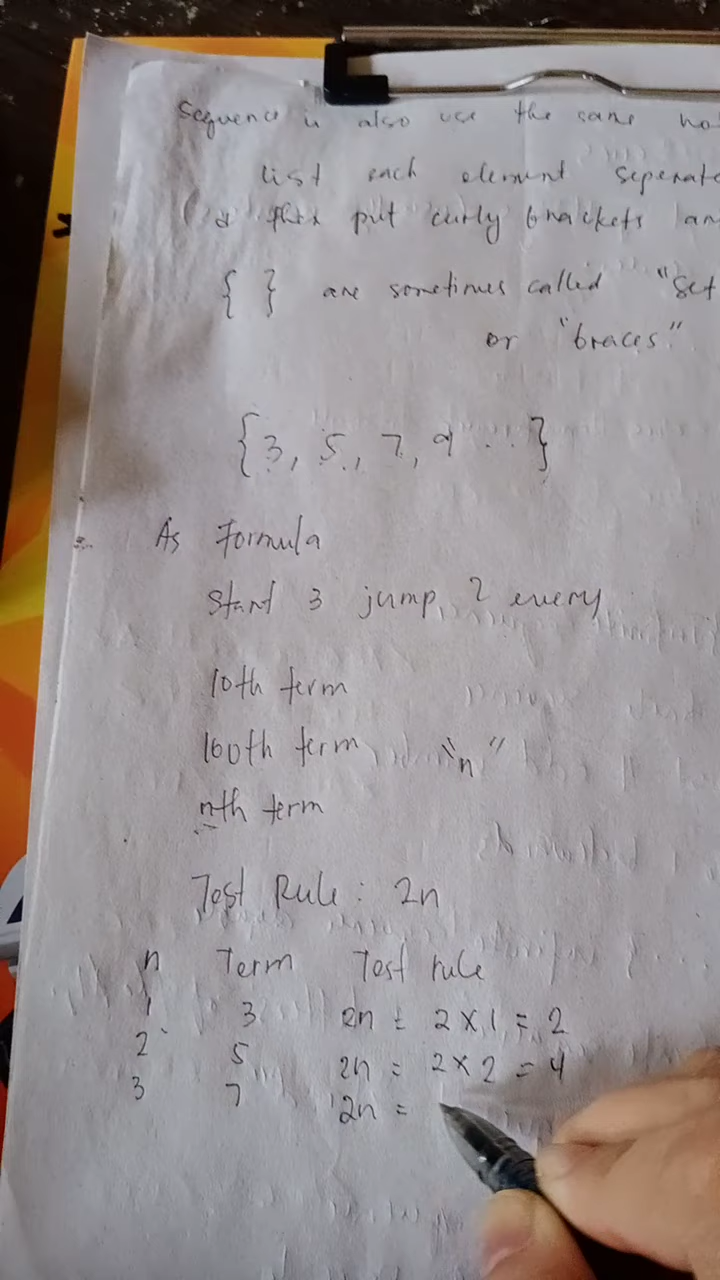 Sequence is also use the same no
list each element seperate
& then put curly brackets ar
{ } are sometimes called "set
or "braces"
{3, 5, 7, 9 ...}
As Formula
start 3 jump 2 every
10th term
100th term "n"
nth term
Test Rule : 2n
n Term Test rule
1 3 2n = 2 x 1 = 2
2 5 2n = 2 x 2 = 4
3 7 2n =